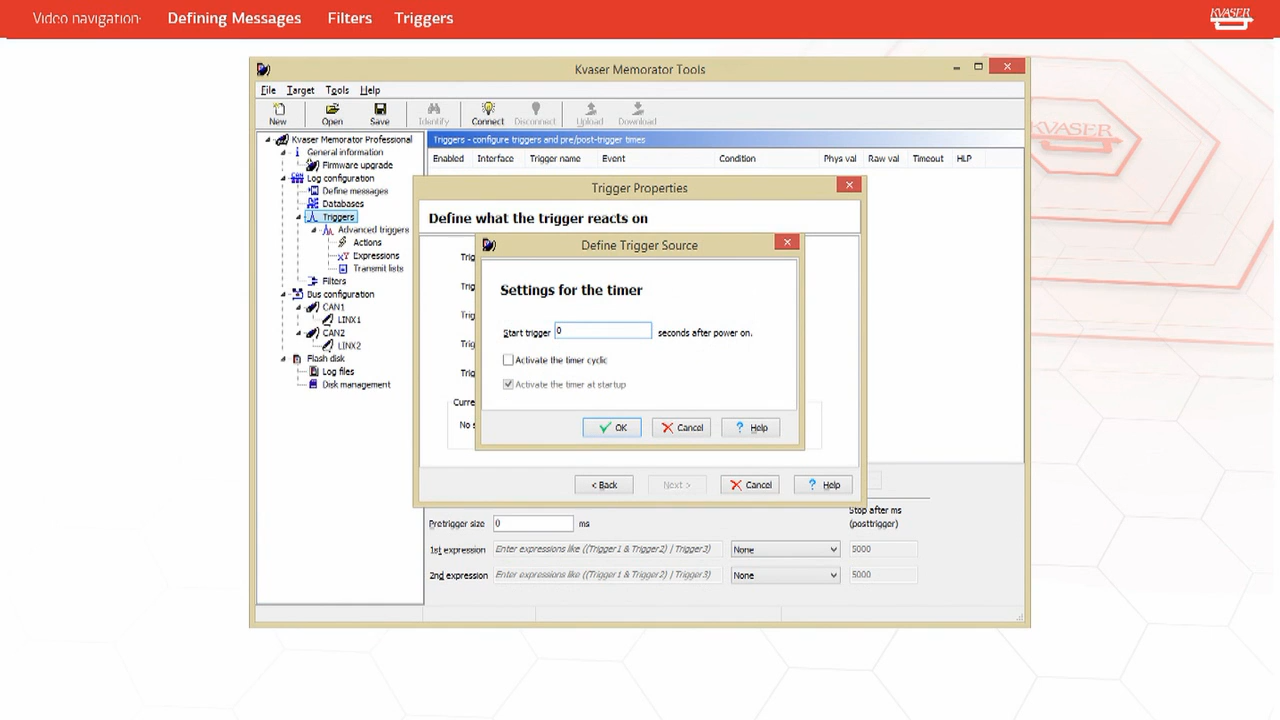 Video navigation: Defining Messages Filters Triggers
KVASER
Kvaser Memorator Tools
File Target Tools Help
New Open Save Identify Connect Disconnect Upload Download
Kvaser Memorator Professional
General information
Firmware upgrade
Log configuration
Define messages
Databases
Triggers
Advanced triggers
Actions
Expressions
Transmit lists
Filters
Bus configuration
CAN1
LINX1
CAN2
LINX2
Flash disk
Log files
Disk management
Triggers - configure triggers and pre/post-trigger times
Enabled Interface Trigger name Event Condition Phys val Raw val Timeout HLP
KVASER
Trigger Properties
Define what the trigger reacts on
Define Trigger Source
Settings for the timer
Start trigger 0 seconds after power on.
Activate the timer cyclic
Activate the timer at startup
OK Cancel Help
< Back Next > Cancel Help
Stop after ms
(posttrigger)
Pretrigger size 0 ms
1st expression Enter expressions like ((Trigger1 & Trigger2) | Trigger3) None 5000
2nd expression Enter expressions like ((Trigger1 & Trigger2) | Trigger3) None 5000